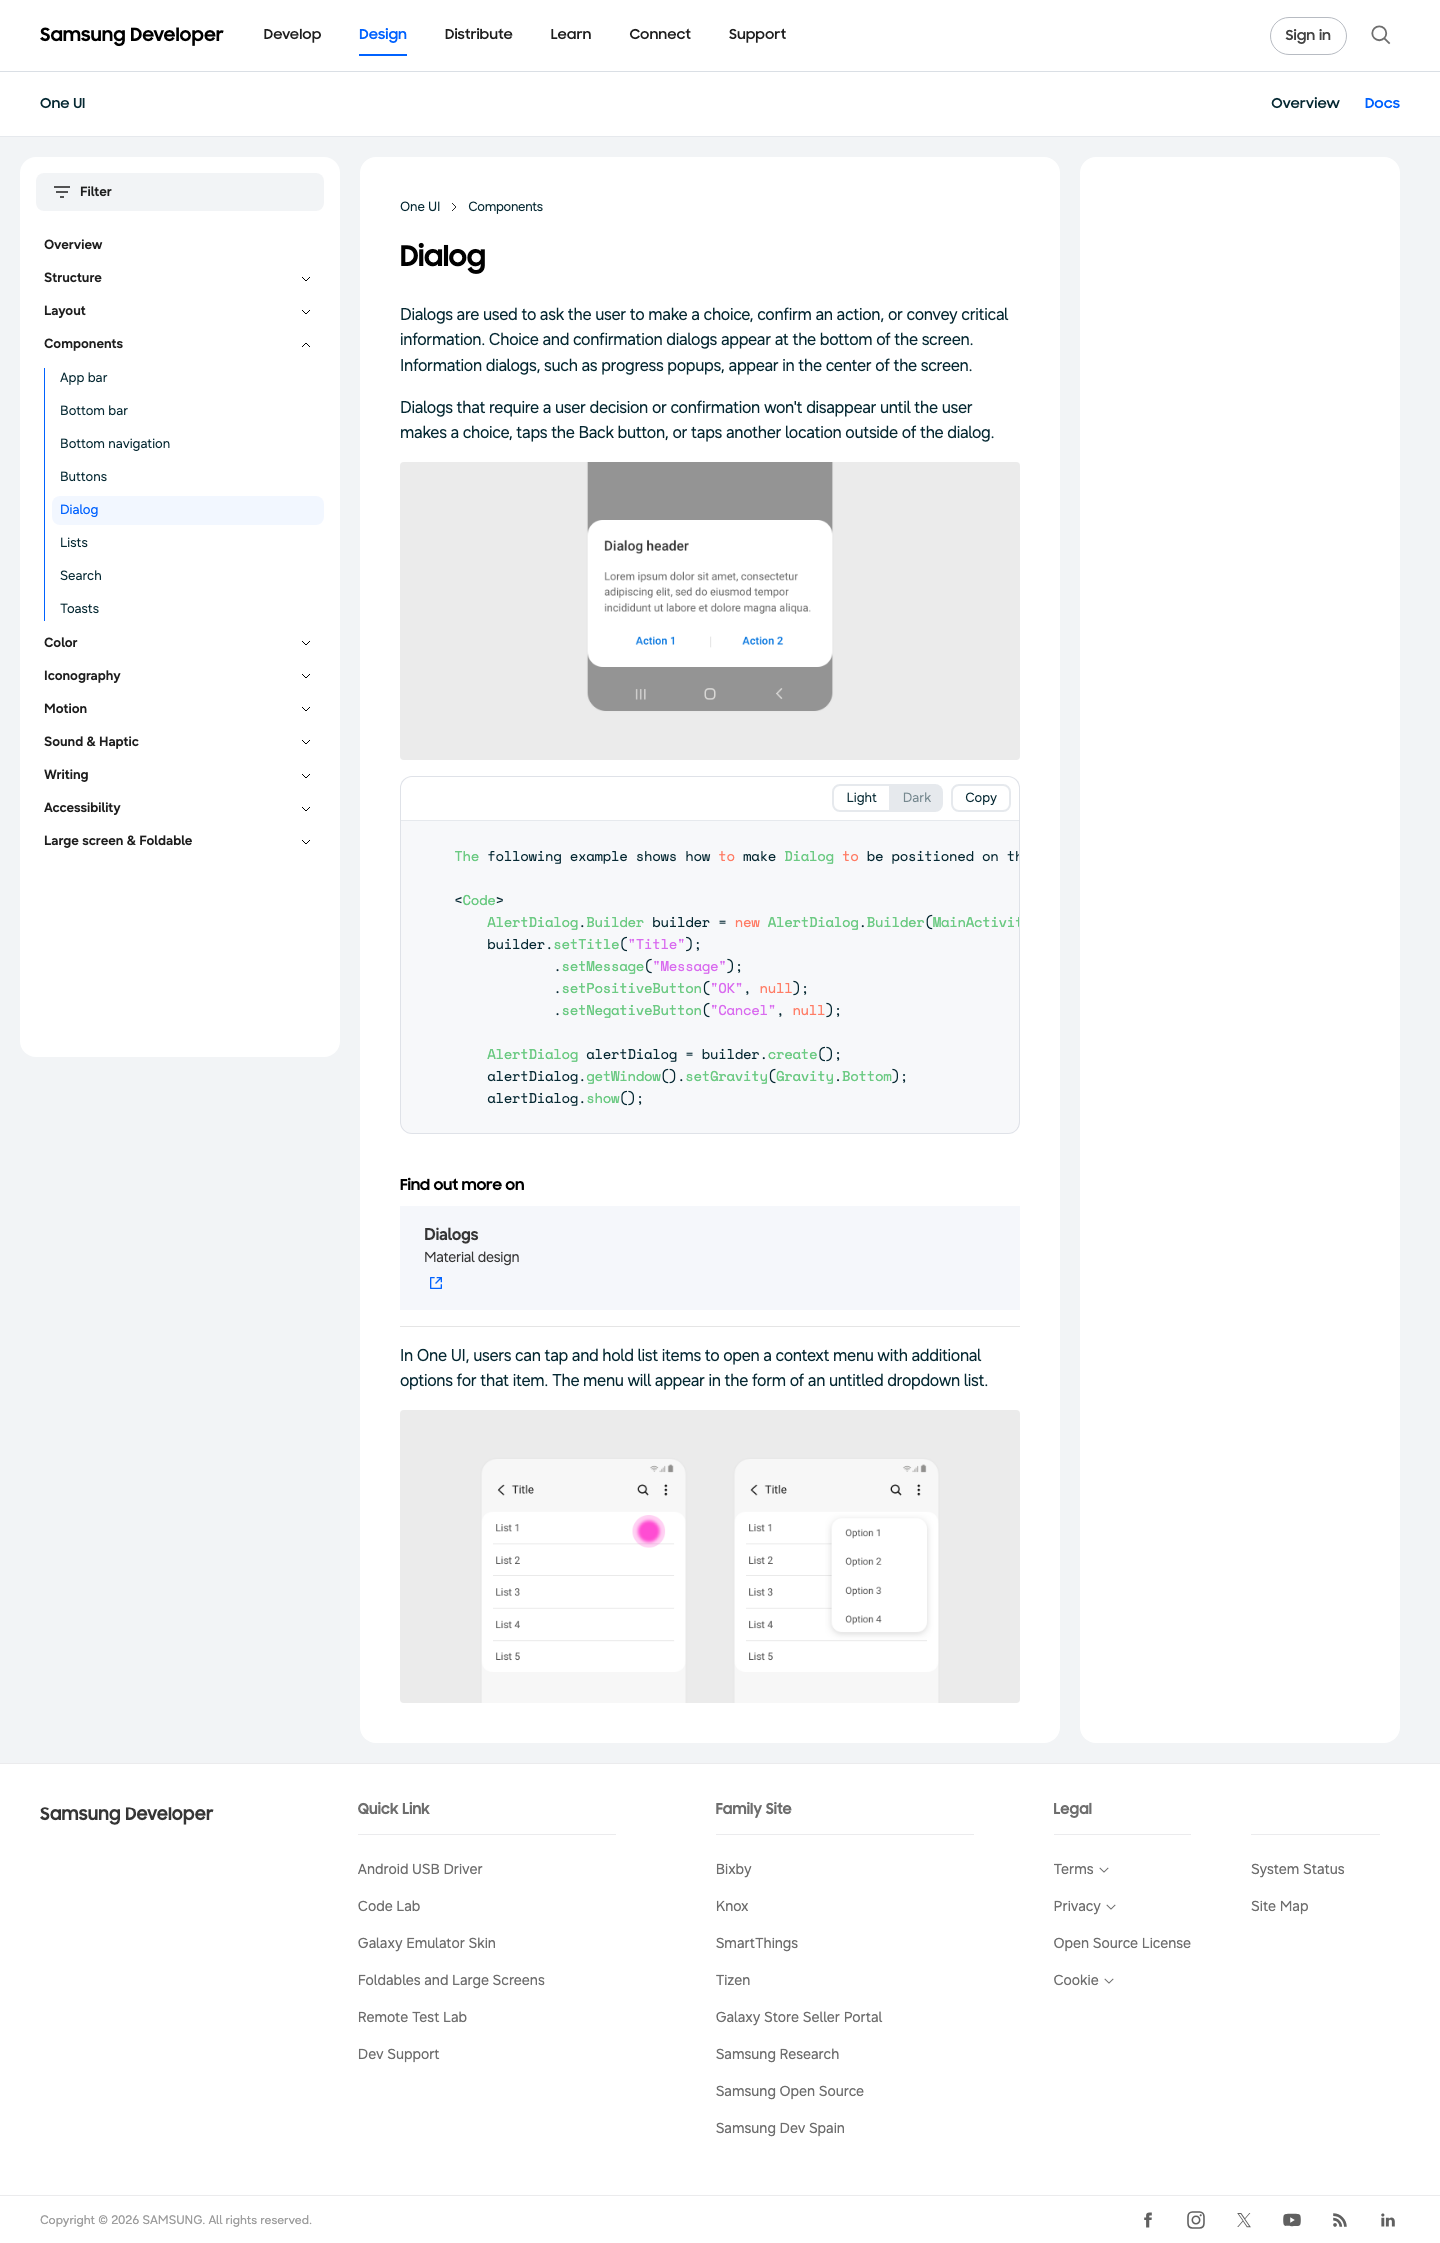 Samsung Developer
Develop
Design
Distribute
Learn
Connect
Support
Sign in
One UI
Overview
Docs
Filter
Overview
Structure
Layout
Components
App bar
Bottom bar
Bottom navigation
Buttons
Dialog
Lists
Search
Toasts
Color
Iconography
Motion
Sound & Haptic
Writing
Accessibility
Large screen & Foldable
One UI > Components
Dialog
Dialogs are used to ask the user to make a choice, confirm an action, or convey critical
information. Choice and confirmation dialogs appear at the bottom of the screen.
Information dialogs, such as progress popups, appear in the center of the screen.
Dialogs that require a user decision or confirmation won't disappear until the user
makes a choice, taps the Back button, or taps another location outside of the dialog.
Dialog header
Lorem ipsum dolor sit amet, consectetur
adipiscing elit, sed do eiusmod tempor
incididunt ut labore et dolore magna aliqua.
Action 1
Action 2
Light
Dark
Copy
The following example shows how to make Dialog to be positioned on th
<Code>
AlertDialog.Builder builder = new AlertDialog.Builder(MainActivit
builder.setTitle("Title");
.setMessage("Message");
.setPositiveButton("OK", null);
.setNegativeButton("Cancel", null);
AlertDialog alertDialog = builder.create();
alertDialog.getWindow().setGravity(Gravity.Bottom);
alertDialog.show();
Find out more on
Dialogs
Material design
In One UI, users can tap and hold list items to open a context menu with additional
options for that item. The menu will appear in the form of an untitled dropdown list.
Title
List 1
List 2
List 3
List 4
List 5
Title
List 1
List 2
List 3
List 4
List 5
Option 1
Option 2
Option 3
Option 4
Samsung Developer
Quick Link
Android USB Driver
Code Lab
Galaxy Emulator Skin
Foldables and Large Screens
Remote Test Lab
Dev Support
Family Site
Bixby
Knox
SmartThings
Tizen
Galaxy Store Seller Portal
Samsung Research
Samsung Open Source
Samsung Dev Spain
Legal
Terms
Privacy
Open Source License
Cookie
System Status
Site Map
Copyright © 2026 SAMSUNG. All rights reserved.